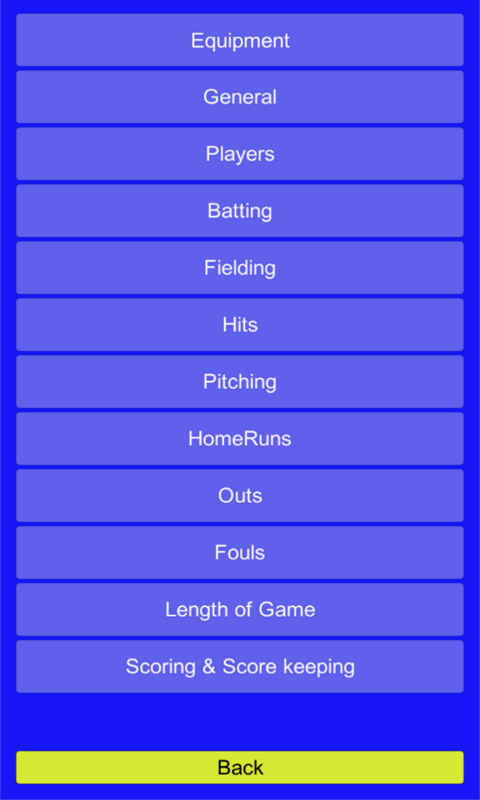 Equipment
General
Players
Batting
Fielding
Hits
Pitching
HomeRuns
Outs
Fouls
Length of Game
Scoring & Score keeping
Back